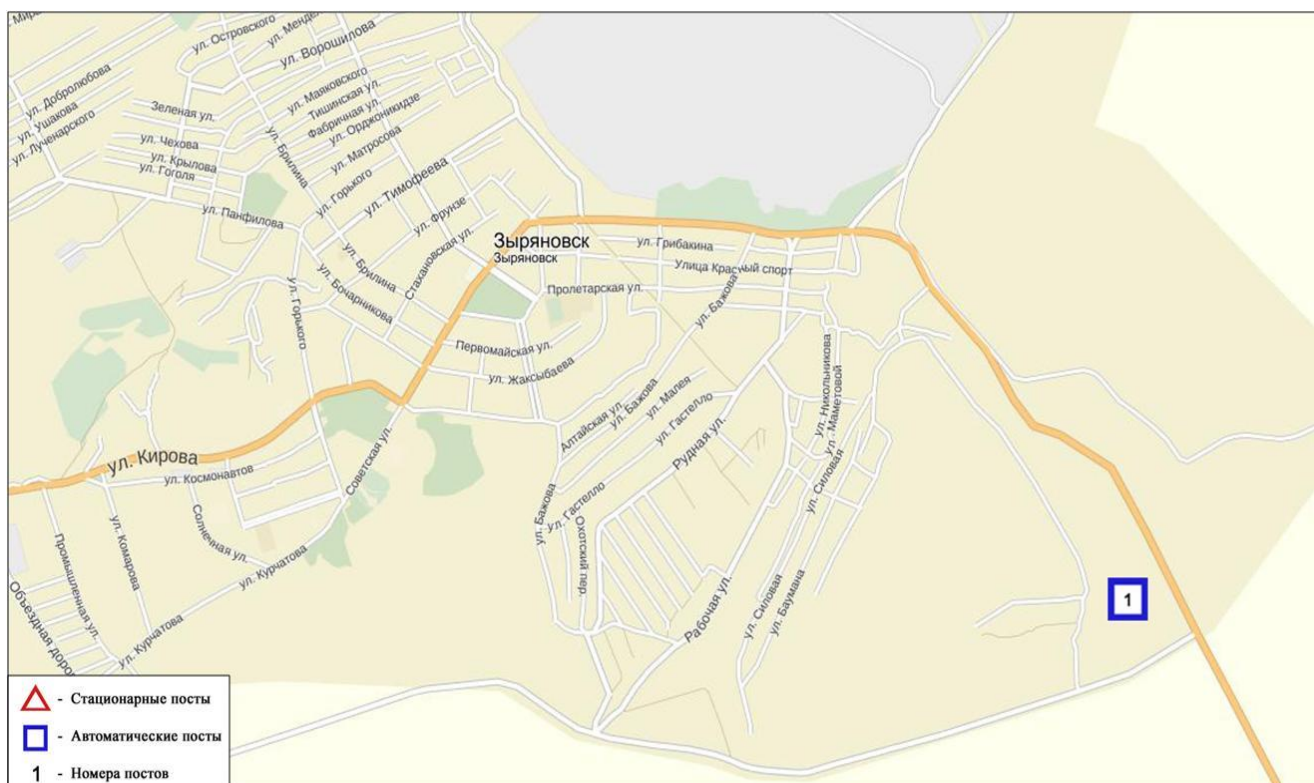 ул. Островского
ул. Ворошилова
ул. Добролюбова
ул. Ушакова
ул. Лученарского
Зеленая ул.
ул. Маяковского
Тишинская ул.
Фабричная ул.
ул. Орджоникидзе
ул. Матросова
ул. Чехова
ул. Крылова
ул. Гоголя
ул. Брилина
ул. Горького
ул. Тимофеева
ул. Панфилова
ул. Фрунзе
Стахановская ул.
Зыряновск
Зыряновск
ул. Грибакина
Пролетарская ул.
ул. Бажова
ул. Брилина
ул. Бочарникова
ул. Горького
Первомайская ул.
ул. Жаксыбаева
Алтайская ул.
ул. Бажова
ул. Малея
ул. Гастелло
Рудная ул.
ул. Никольникова
ул. Маметовой
ул. Силовая
ул. Кирова
ул. Космонавтов
Советская ул.
Солнечная ул.
ул. Комарова
Промышленная ул.
ул. Курчатова
ул. Курчатова
ул. Бажова
ул. Гастелло
Охотский пер.
Рабочая ул.
ул. Силовая
ул. Баумана
1
- Стационарные посты
- Автоматические посты
1 - Номера постов